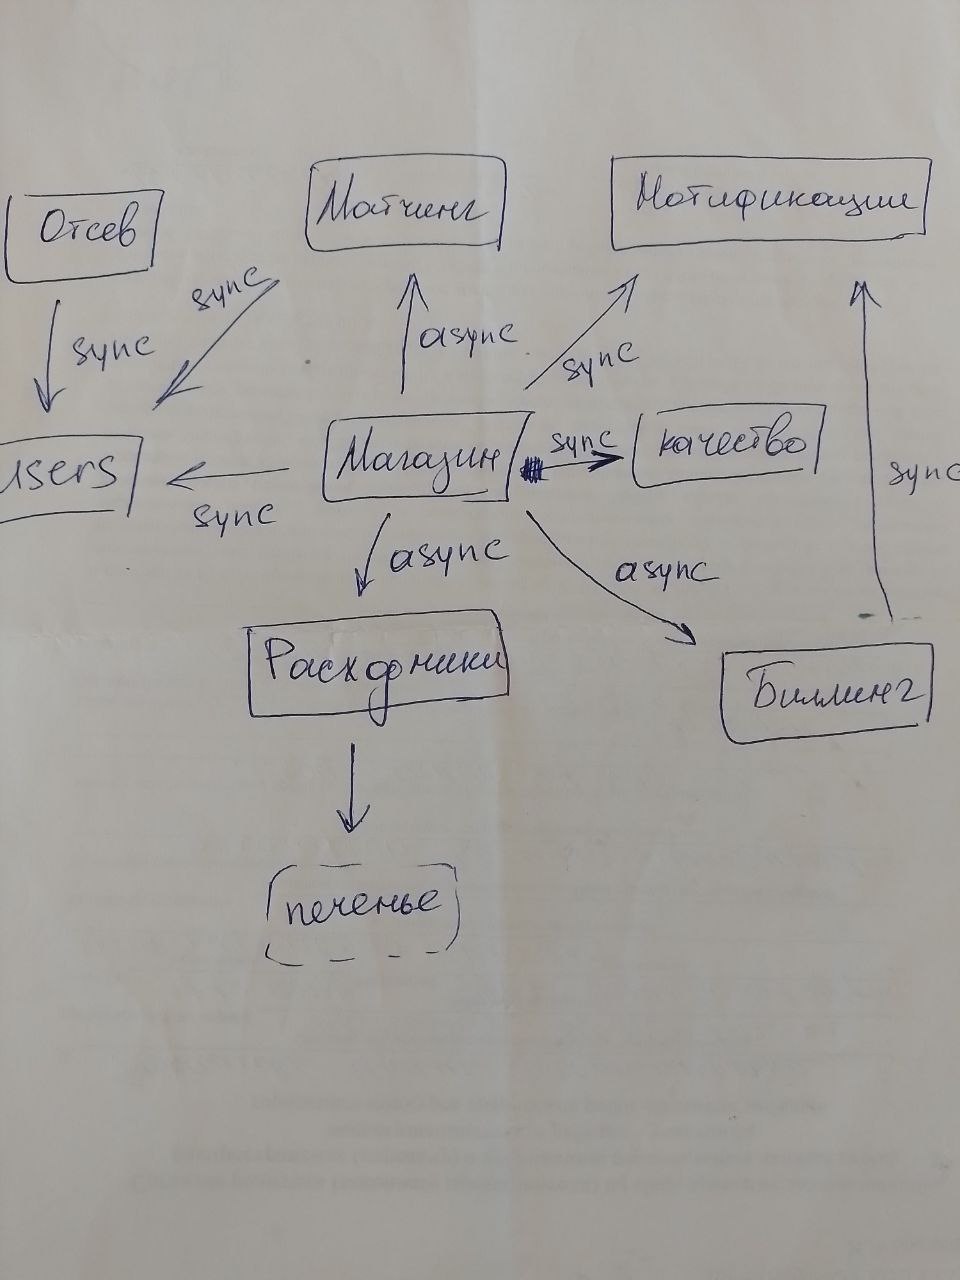 Отсев
Матчинг
Нотификации
sync
sync
async
sync
users
Магазин
sync
качество
sync
sync
async
async
Расходники
Биллинг
печенье